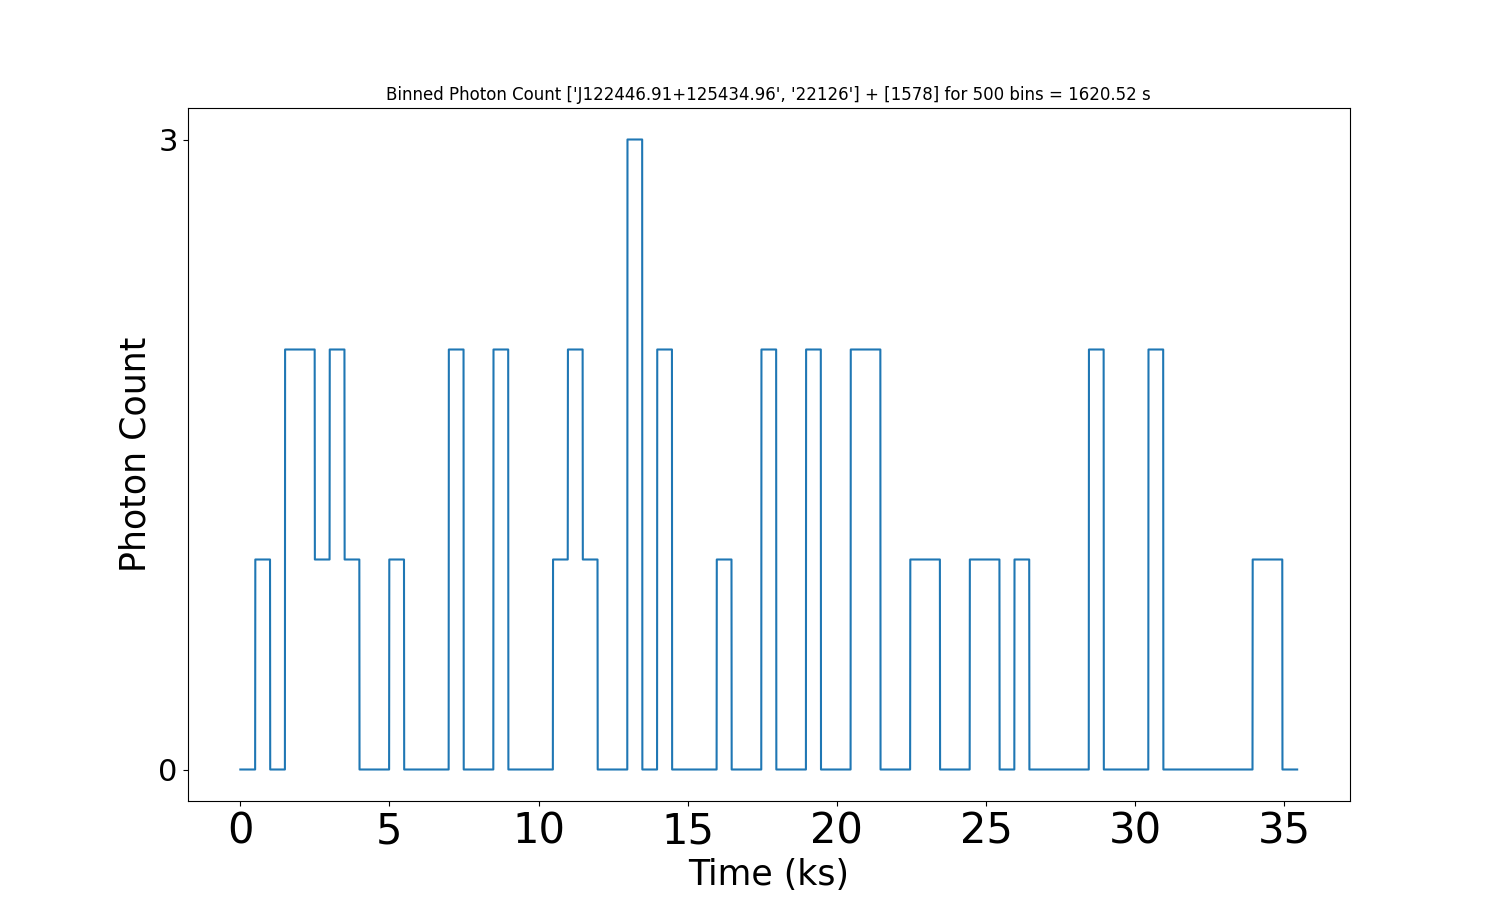 Binned Photon Count ['J122446.91+125434.96', '22126'] + [1578] for 500 bins = 1620.52 s
3
Photon Count
0
0 5 10 15 20 25 30 35
Time (ks)